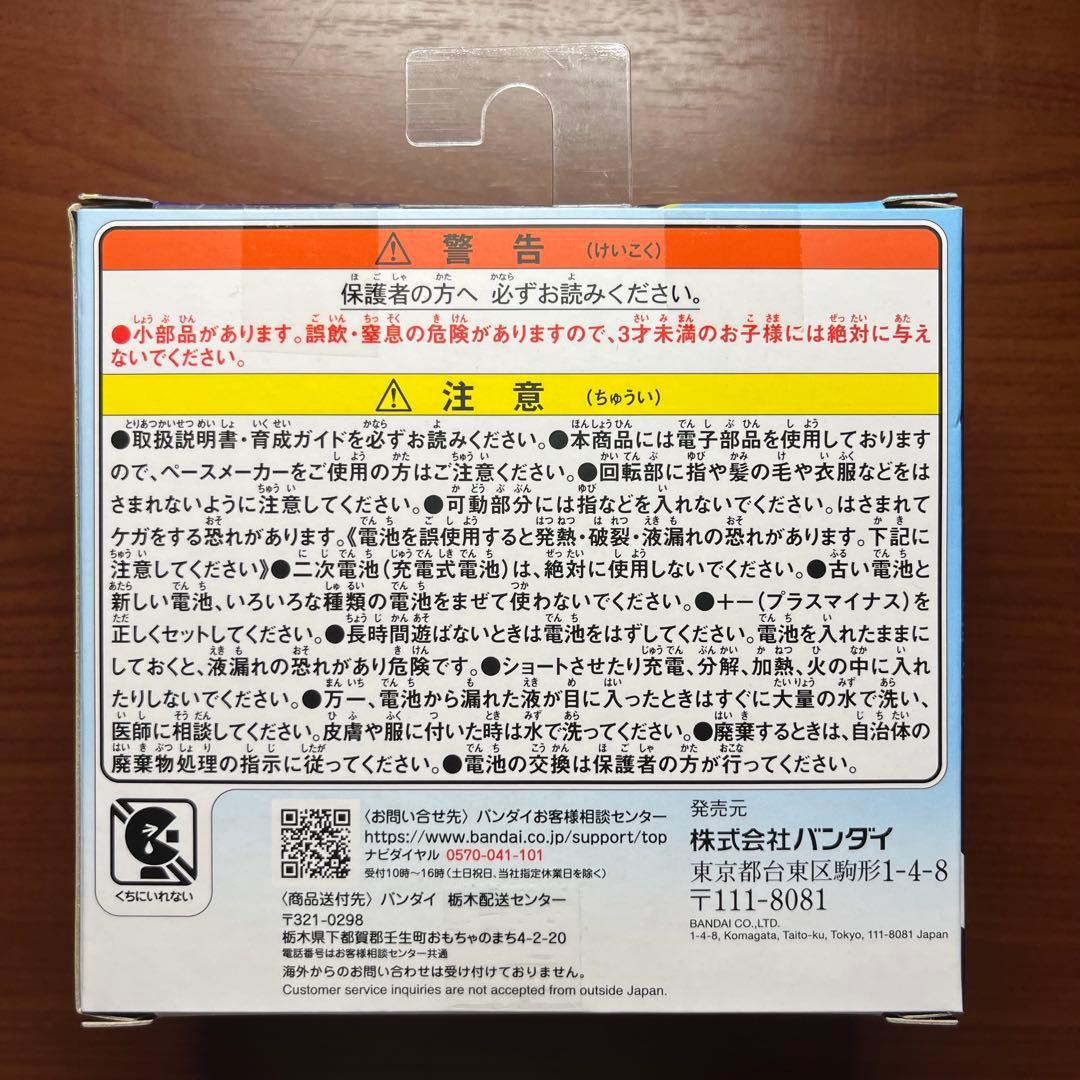 警告 (けいこく)
保護者の方へ 必ずお読みください。
●小部品があります。誤飲・窒息の危険がありますので、3才未満のお子様には絶対に与え
ないでください。
注意 (ちゅうい)
●取扱説明書・育成ガイドを必ずお読みください。●本商品には電子部品を使用しております
ので、ペースメーカーをご使用の方はご注意ください。●回転部に指や髪の毛や衣服などをは
さまれないように注意してください。●可動部分には指などを入れないでください。はさまれて
ケガをする恐れがあります。《電池を誤使用すると発熱・破裂・液漏れの恐れがあります。下記に
注意してください》●二次電池(充電式電池)は、絶対に使用しないでください。●古い電池と
新しい電池、いろいろな種類の電池をまぜて使わないでください。●+-(プラスマイナス)を
正しくセットしてください。●長時間遊ばないときは電池をはずしてください。電池を入れたままに
しておくと、液漏れの恐れがあり危険です。●ショートさせたり充電、分解、加熱、火の中に入れ
たりしないでください。●万一、電池から漏れた液が目に入ったときはすぐに大量の水で洗い、
医師に相談してください。皮膚や服に付いた時は水で洗ってください。●廃棄するときは、自治体の
廃棄物処理の指示に従ってください。●電池の交換は保護者の方が行ってください。
くちにいれない
〈お問い合せ先〉バンダイお客様相談センター
https://www.bandai.co.jp/support/top
ナビダイヤル 0570-041-101
受付10時~16時(土日祝日、当社指定休業日を除く)
〈商品送付先〉バンダイ 栃木配送センター
〒321-0298
栃木県下都賀郡壬生町おもちゃのまち4-2-20
電話番号はお客様相談センター共通
海外からのお問い合わせは受け付けておりません。
Customer service inquiries are not accepted from outside Japan.
発売元
株式会社バンダイ
東京都台東区駒形1-4-8
〒111-8081
BANDAI CO.,LTD.
1-4-8, Komagata, Taito-ku, Tokyo, 111-8081 Japan